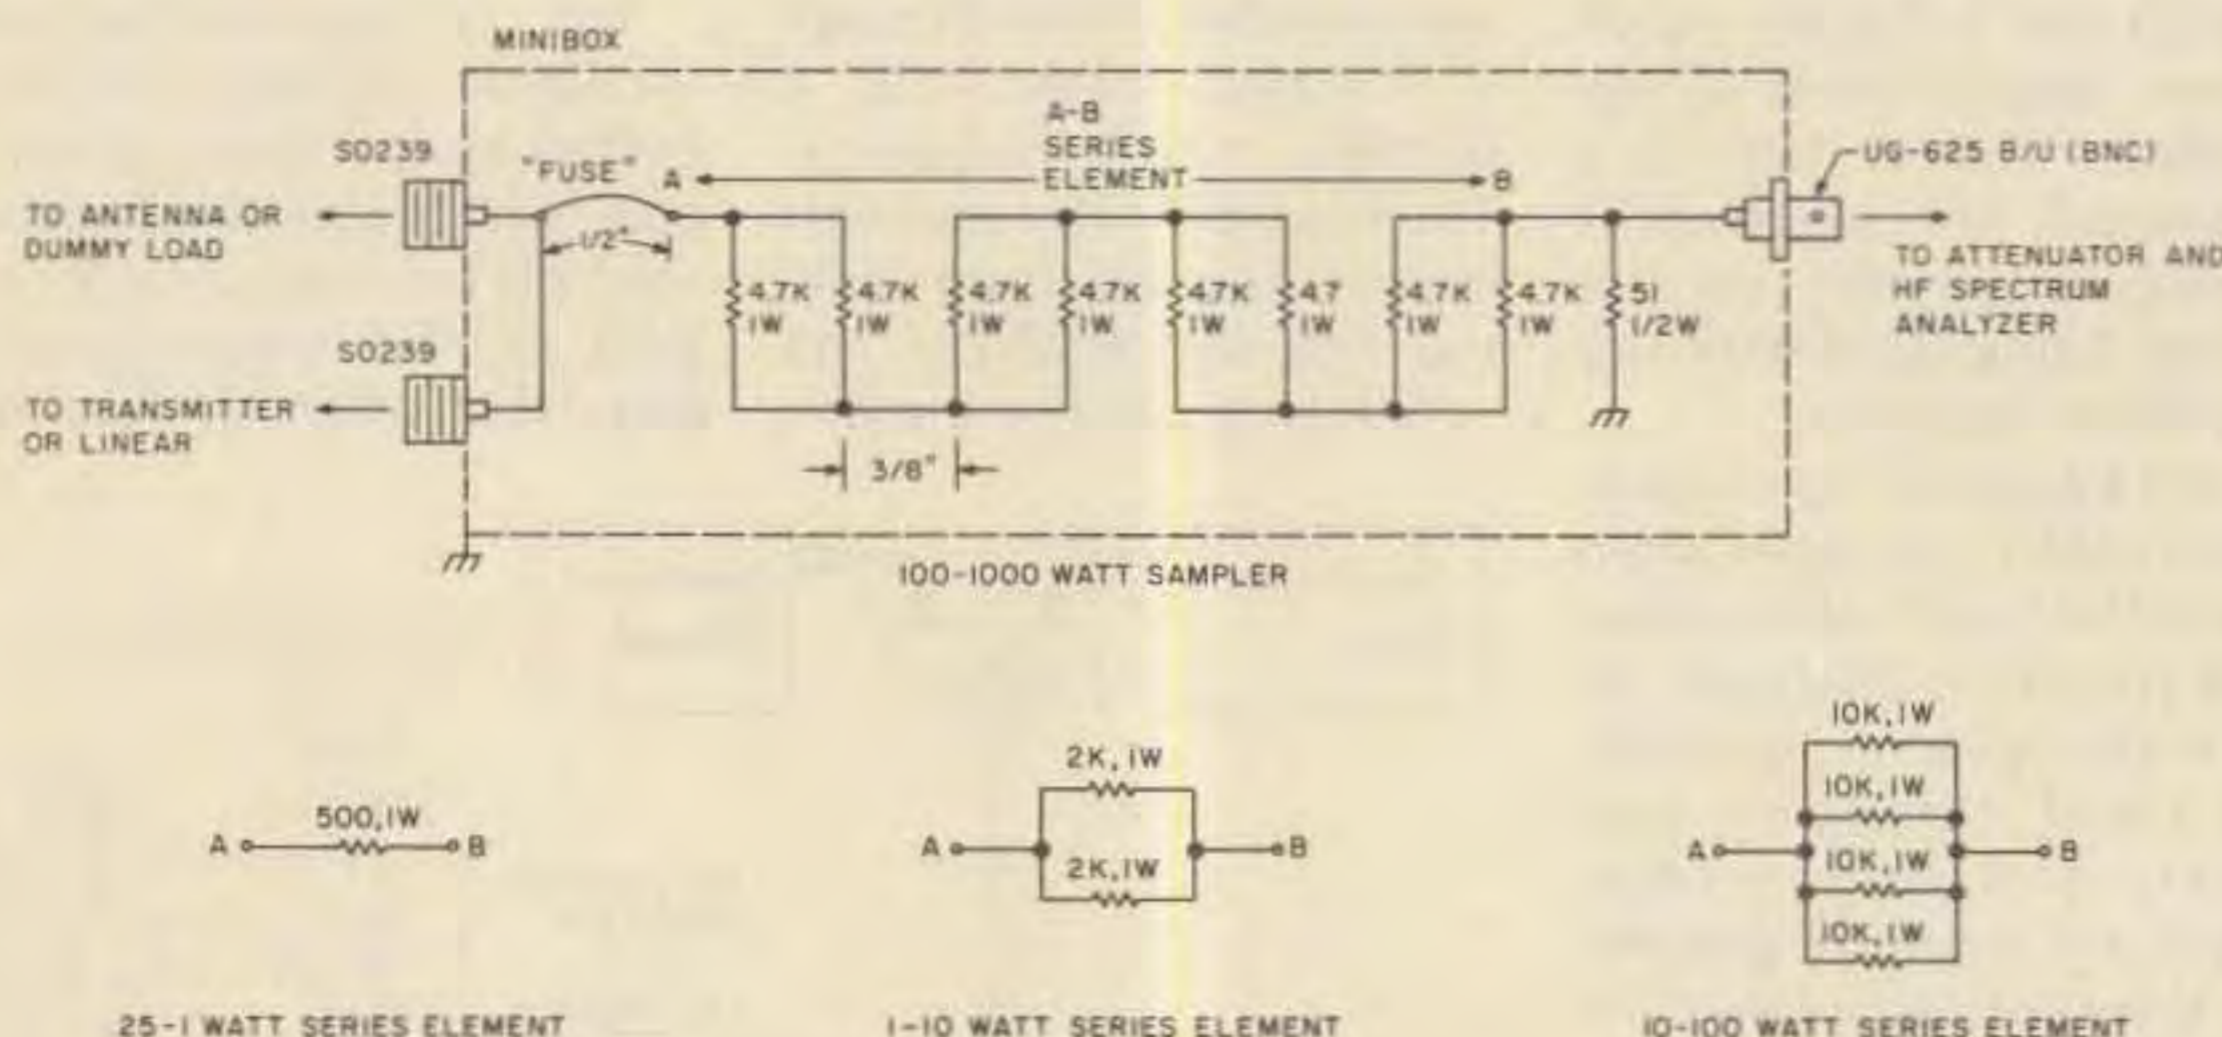 MINIBOX
SO239
"FUSE"
A
A-B
SERIES
ELEMENT
B
UG-625 B/U (BNC)
TO ANTENNA OR
DUMMY LOAD
1/2"
TO ATTENUATOR AND
HF SPECTRUM
ANALYZER
4.7K
1W
4.7K
1W
4.7K
1W
4.7K
1W
4.7K
1W
4.7
1W
4.7K
1W
4.7K
1W
51
1/2W
SO239
TO TRANSMITTER
OR LINEAR
3/8"
100-1000 WATT SAMPLER
A
500,1W
B
25-1 WATT SERIES ELEMENT
2K,1W
A
B
2K,1W
1-10 WATT SERIES ELEMENT
10K,1W
10K,1W
A
B
10K,1W
10K,1W
10-100 WATT SERIES ELEMENT